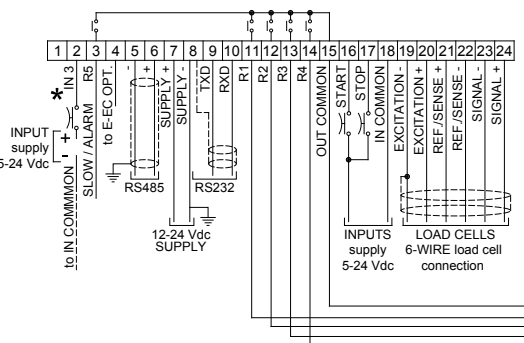 1 2 3 4 5 6 7 8 9 10 11 12 13 14 15 16 17 18 19 20 21 22 23 24
*
IN 3
R5
SLOW / ALARM
to E-EC OPT.
-
+
SUPPLY +
SUPPLY -
TXD
RXD
R1
R2
R3
R4
OUT COMMON
START
STOP
IN COMMON
EXCITATION -
EXCITATION +
REF./SENSE +
REF./SENSE -
SIGNAL -
SIGNAL +
INPUT
supply
5-24 Vdc
+
-
to IN COMMMON
RS485
RS232
12-24 Vdc
SUPPLY
INPUTS
supply
5-24 Vdc
LOAD CELLS
6-WIRE load cell
connection